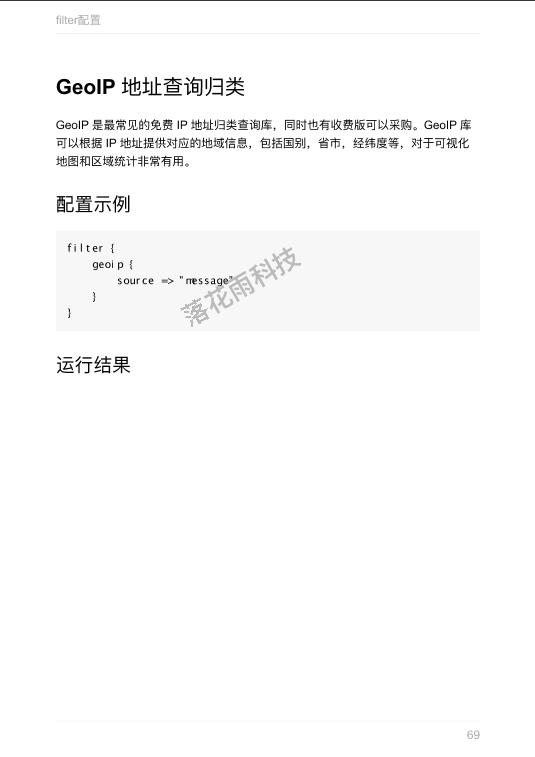 filter配置
GeoIP 地址查询归类
GeoIP 是最常见的免费 IP 地址归类查询库，同时也有收费版可以采购。GeoIP 库
可以根据 IP 地址提供对应的地域信息，包括国别，省市，经纬度等，对于可视化
地图和区域统计非常有用。
配置示例
filter {
    geoip {
        source => "message"
    }
}
落花雨科技
运行结果
69